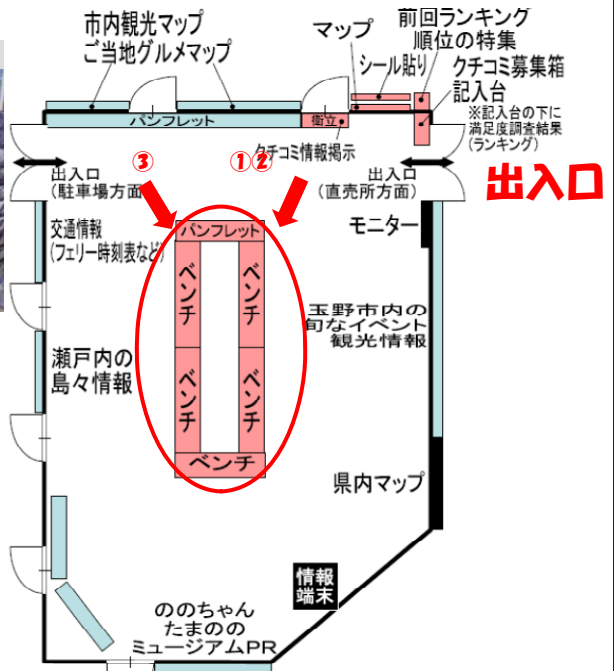 市内観光マップ
ご当地グルメマップ
マップ
前回ランキング
順位の特集
シール貼り
クチコミ募集箱
記入台
※記入台の下に
満足度調査結果
(ランキング)
パンフレット
衝立
クチコミ情報掲示
③
①②
出入口
(駐車場方面)
出入口
(直売所方面)
出入口
交通情報
(フェリー時刻表など)
パンフレット
モニター
ベンチ
ベンチ
玉野市内の
旬なイベント
観光情報
瀬戸内の
島々情報
ベンチ
ベンチ
ベンチ
県内マップ
情報
端末
ののちゃん
たまのの
ミュージアムPR